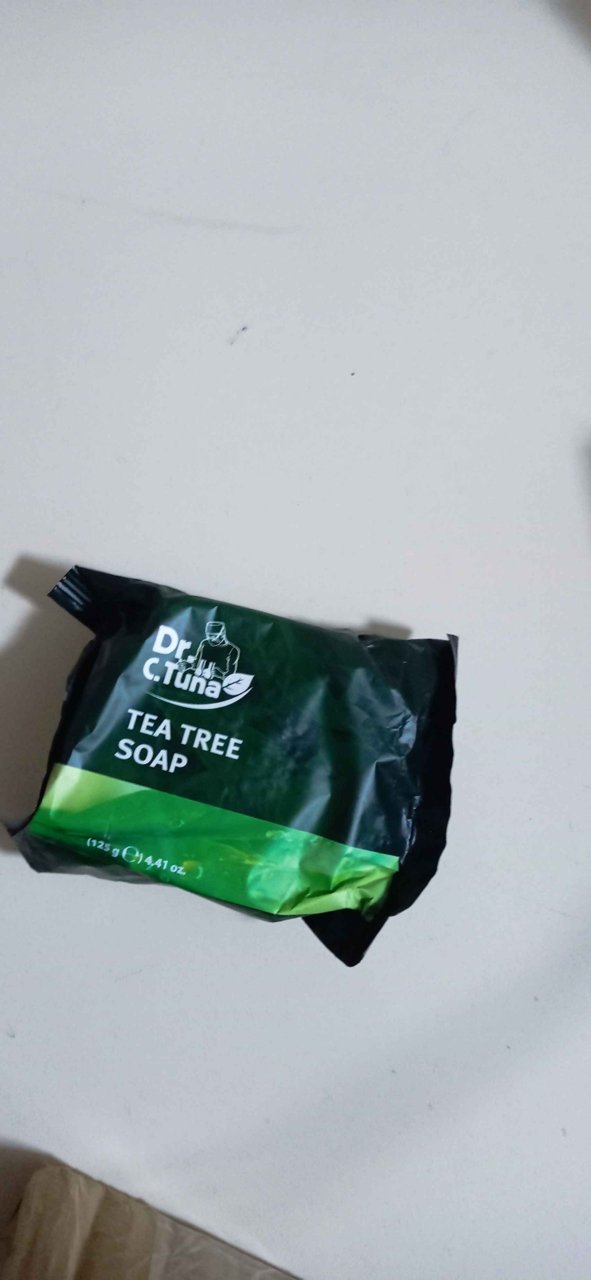 Dr.
C.Tuna
TEA TREE
SOAP
(125 g ℮) 4.41 oz.